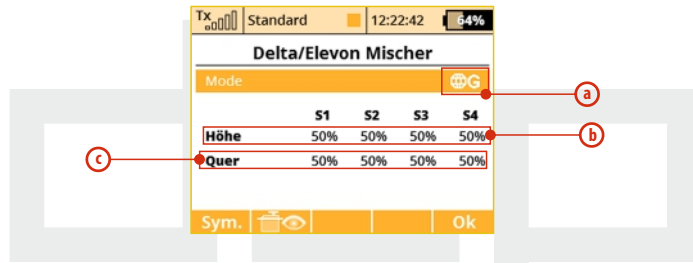 Tx Standard 12:22:42 64%
Delta/Elevon Mischer
Mode G
a
S1 S2 S3 S4
Höhe 50% 50% 50% 50%
b
Quer 50% 50% 50% 50%
c
Sym. Ok